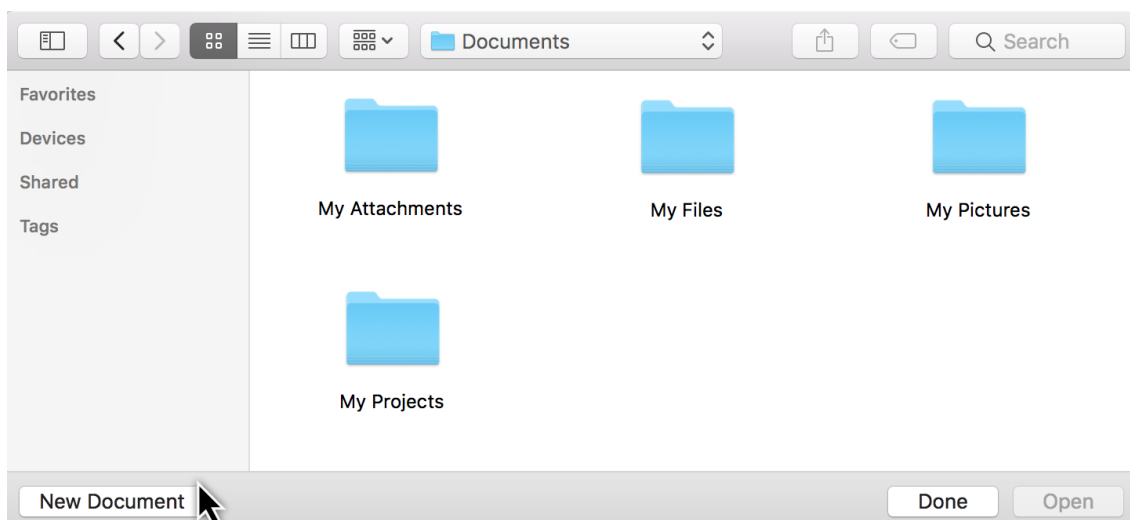 Documents
Search
Favorites
Devices
Shared
Tags
My Attachments
My Files
My Pictures
My Projects
New Document
Done
Open